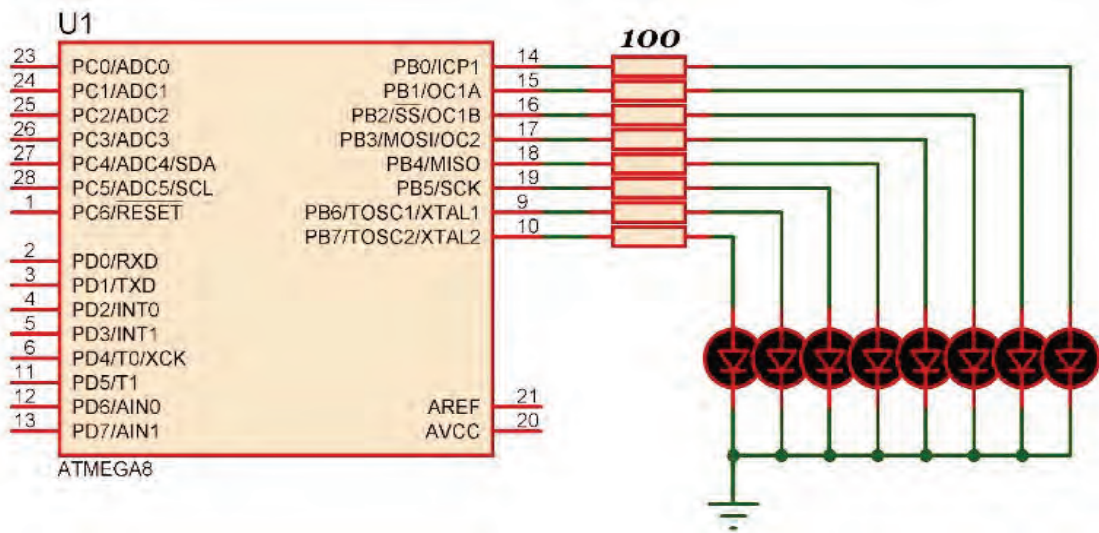 U1
100
23 PC0/ADC0 PB0/ICP1 14
24 PC1/ADC1 PB1/OC1A 15
25 PC2/ADC2 PB2/SS/OC1B 16
26 PC3/ADC3 PB3/MOSI/OC2 17
27 PC4/ADC4/SDA PB4/MISO 18
28 PC5/ADC5/SCL PB5/SCK 19
1 PC6/RESET PB6/TOSC1/XTAL1 9
PB7/TOSC2/XTAL2 10
2 PD0/RXD
3 PD1/TXD
4 PD2/INT0
5 PD3/INT1
6 PD4/T0/XCK
11 PD5/T1
12 PD6/AIN0 AREF 21
13 PD7/AIN1 AVCC 20
ATMEGA8